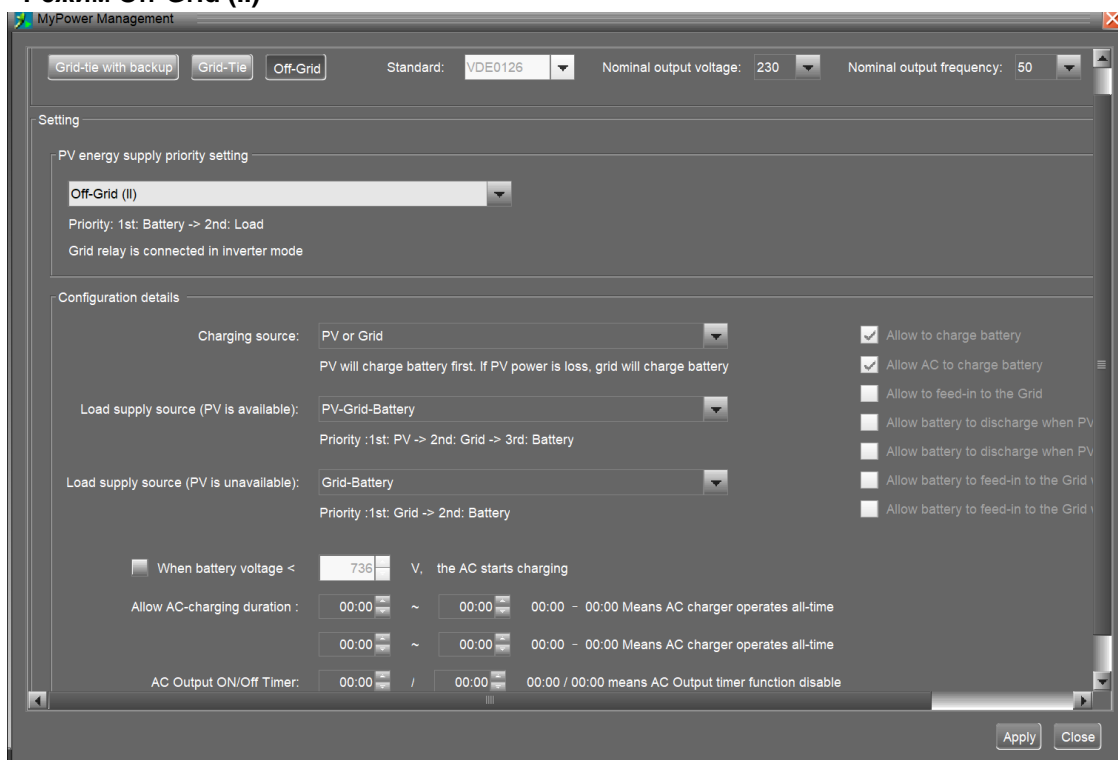 Режим Off-Grid (II)
MyPower Management
Grid-tie with backup Grid-Tie Off-Grid Standard: VDE0126 Nominal output voltage: 230 Nominal output frequency: 50
Setting
PV energy supply priority setting
Off-Grid (II)
Priority: 1st: Battery -> 2nd: Load
Grid relay is connected in inverter mode
Configuration details
Charging source: PV or Grid Allow to charge battery
PV will charge battery first. If PV power is loss, grid will charge battery Allow AC to charge battery
Allow to feed-in to the Grid
Load supply source (PV is available): PV-Grid-Battery Allow battery to discharge when PV
Priority :1st: PV -> 2nd: Grid -> 3rd: Battery Allow battery to discharge when PV
Load supply source (PV is unavailable): Grid-Battery Allow battery to feed-in to the Grid
Priority :1st: Grid -> 2nd: Battery Allow battery to feed-in to the Grid
When battery voltage < 736 V, the AC starts charging
Allow AC-charging duration : 00:00 ~ 00:00 00:00 - 00:00 Means AC charger operates all-time
00:00 ~ 00:00 00:00 - 00:00 Means AC charger operates all-time
AC Output ON/Off Timer: 00:00 / 00:00 00:00 / 00:00 means AC Output timer function disable
Apply Close